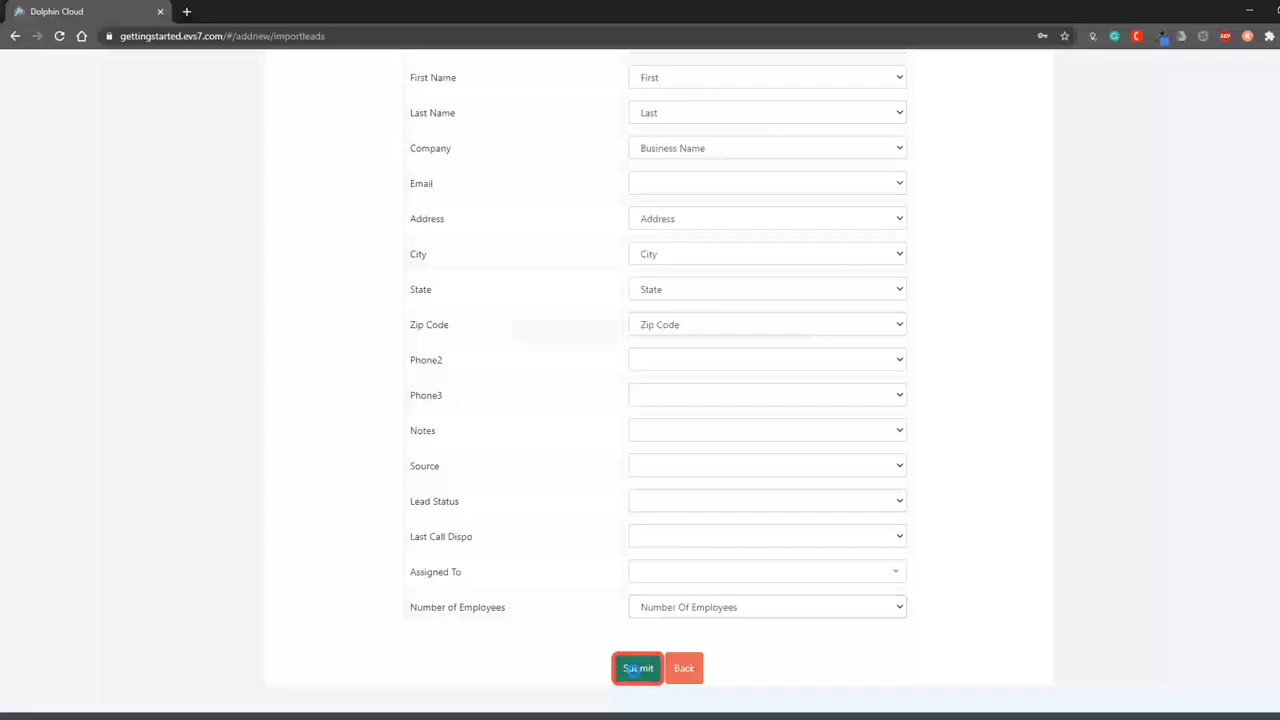 Dolphin Cloud
gettingstarted.evs7.com/#/addnew/importleads
First Name First
Last Name Last
Company Business Name
Email
Address Address
City City
State State
Zip Code Zip Code
Phone2
Phone3
Notes
Source
Lead Status
Last Call Dispo
Assigned To
Number of Employees Number Of Employees
Submit Back